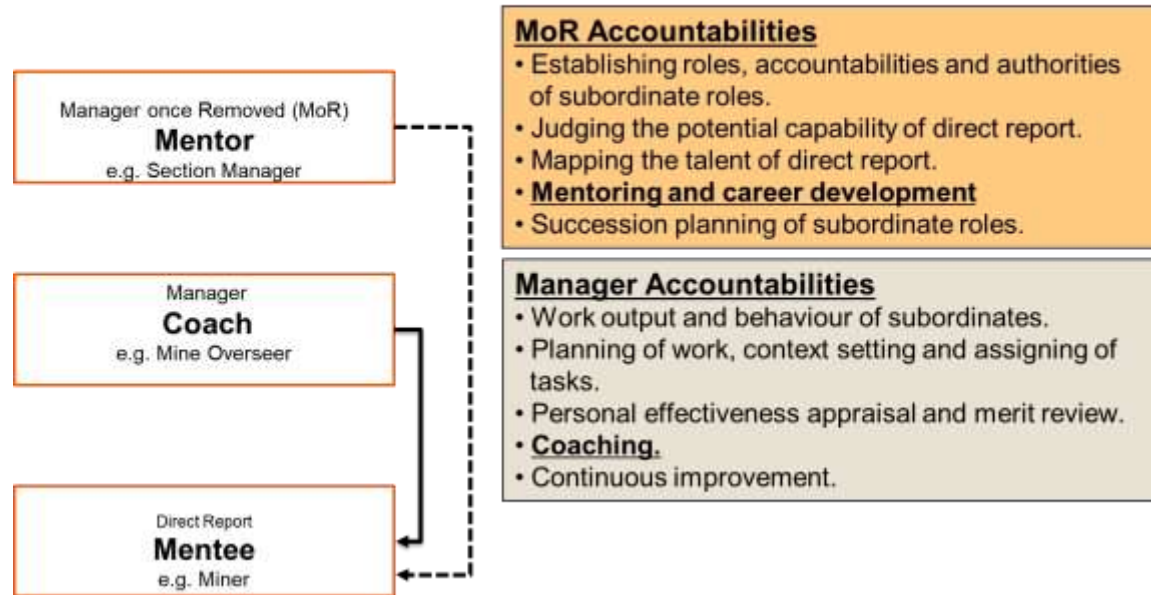 Manager once Removed (MoR)
Mentor
e.g. Section Manager
Manager
Coach
e.g. Mine Overseer
Direct Report
Mentee
e.g. Miner
MoR Accountabilities
• Establishing roles, accountabilities and authorities
of subordinate roles.
• Judging the potential capability of direct report.
• Mapping the talent of direct report.
• Mentoring and career development
• Succession planning of subordinate roles.
Manager Accountabilities
• Work output and behaviour of subordinates.
• Planning of work, context setting and assigning of
tasks.
• Personal effectiveness appraisal and merit review.
• Coaching.
• Continuous improvement.